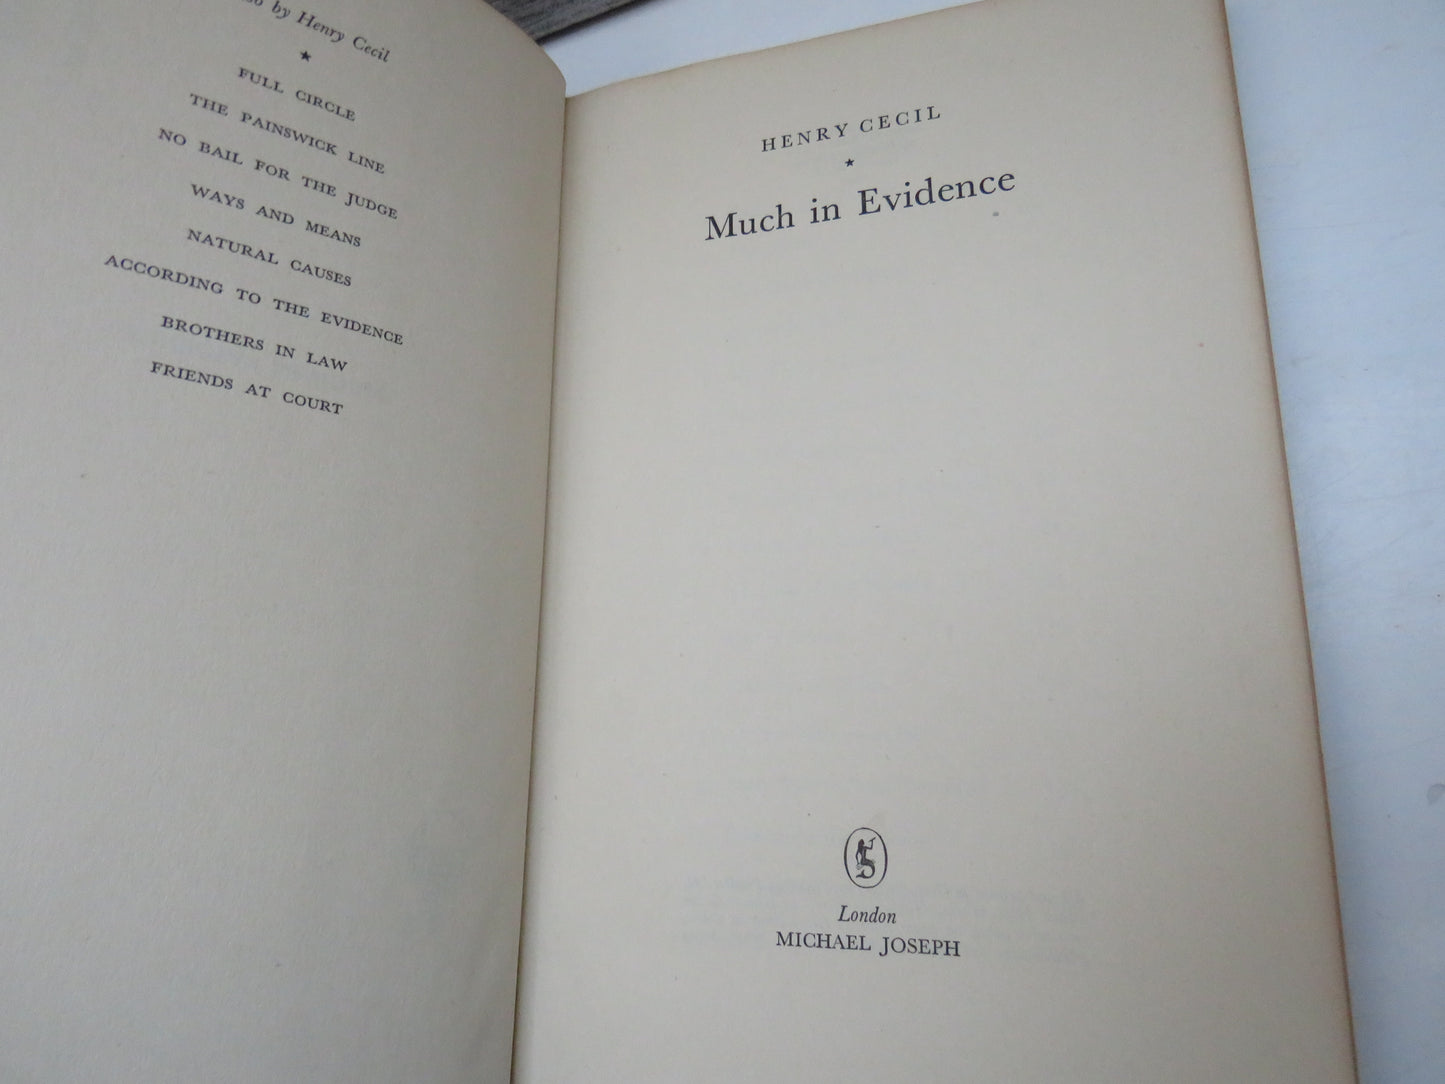 by Henry Cecil
FULL CIRCLE
THE PAINSWICK LINE
NO BAIL FOR THE JUDGE
WAYS AND MEANS
NATURAL CAUSES
ACCORDING TO THE EVIDENCE
BROTHERS IN LAW
FRIENDS AT COURT
HENRY CECIL
Much in Evidence
London
MICHAEL JOSEPH